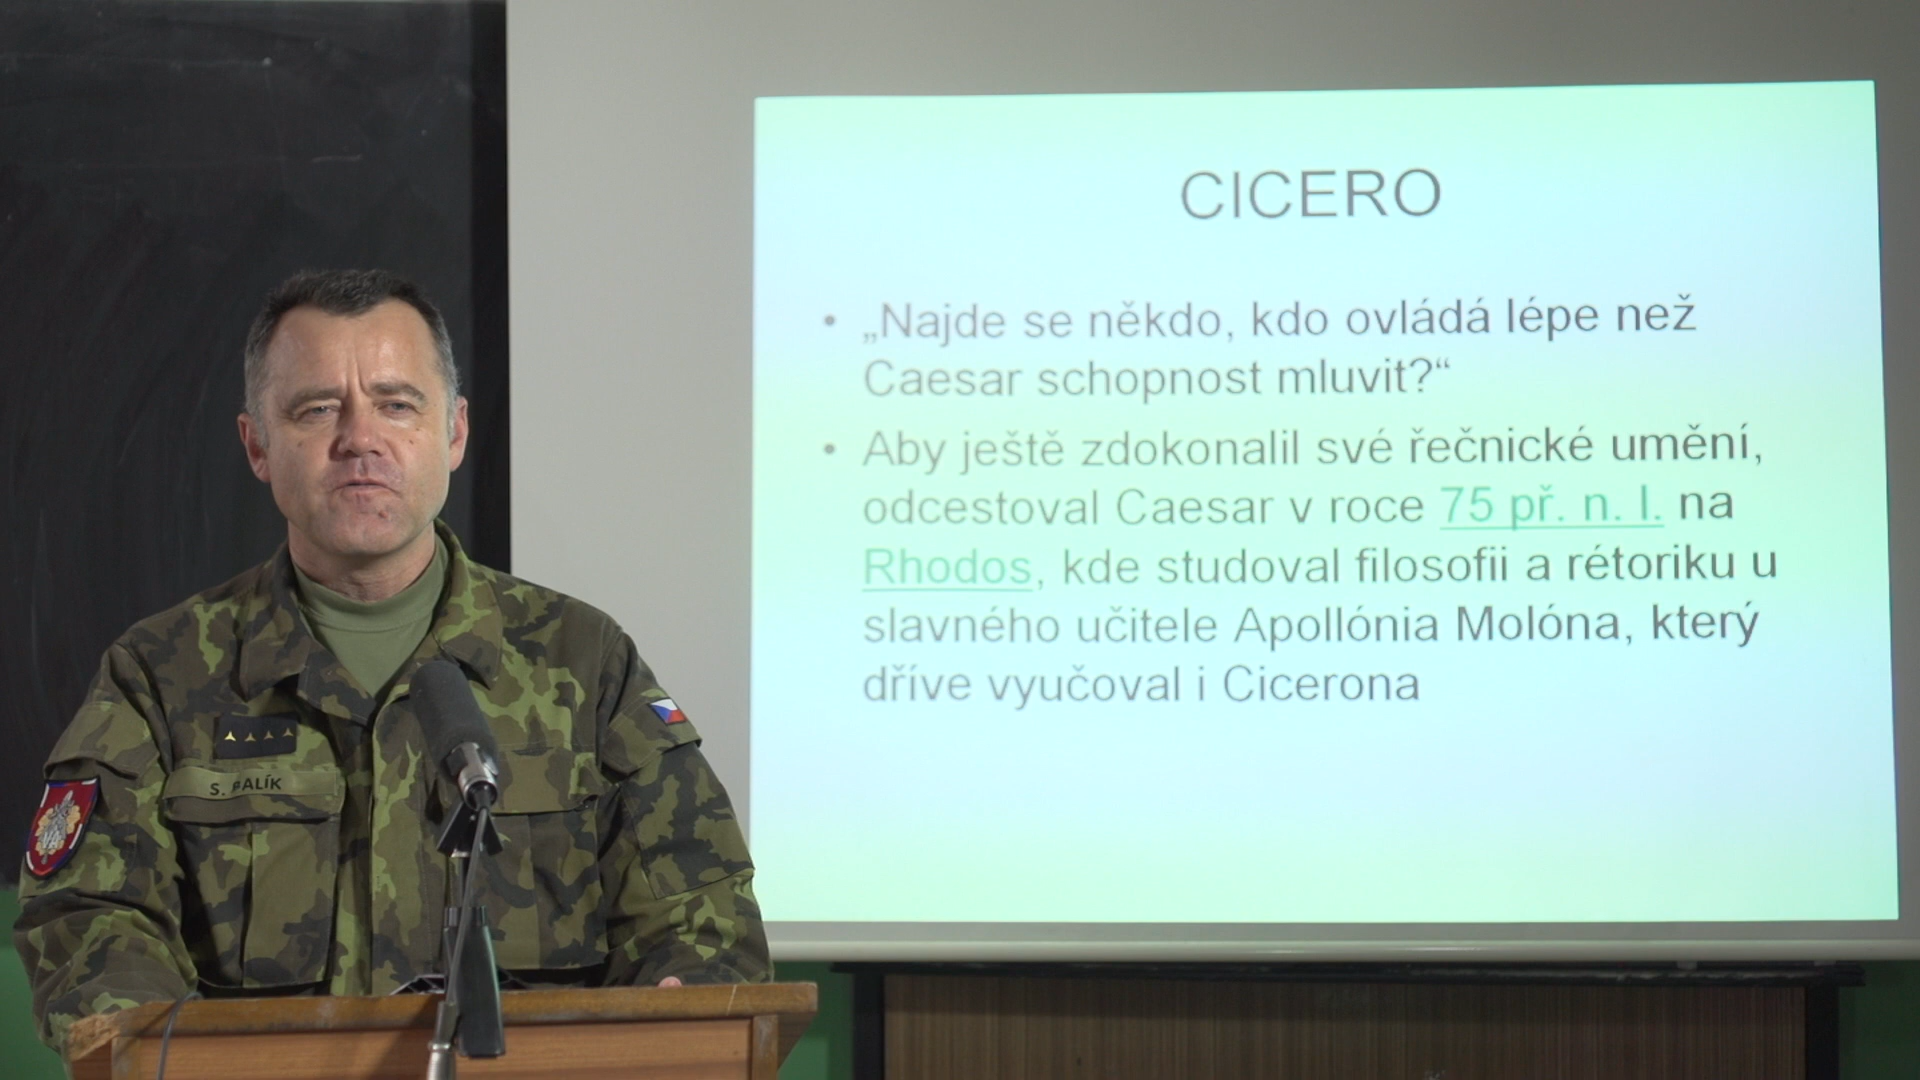 CICERO
• „Najde se někdo, kdo ovládá lépe než
Caesar schopnost mluvit?“
• Aby ještě zdokonalil své řečnické umění,
odcestoval Caesar v roce 75 př. n. l. na
Rhodos, kde studoval filosofii a rétoriku u
slavného učitele Apollónia Molóna, který
dříve vyučoval i Cicerona
S.